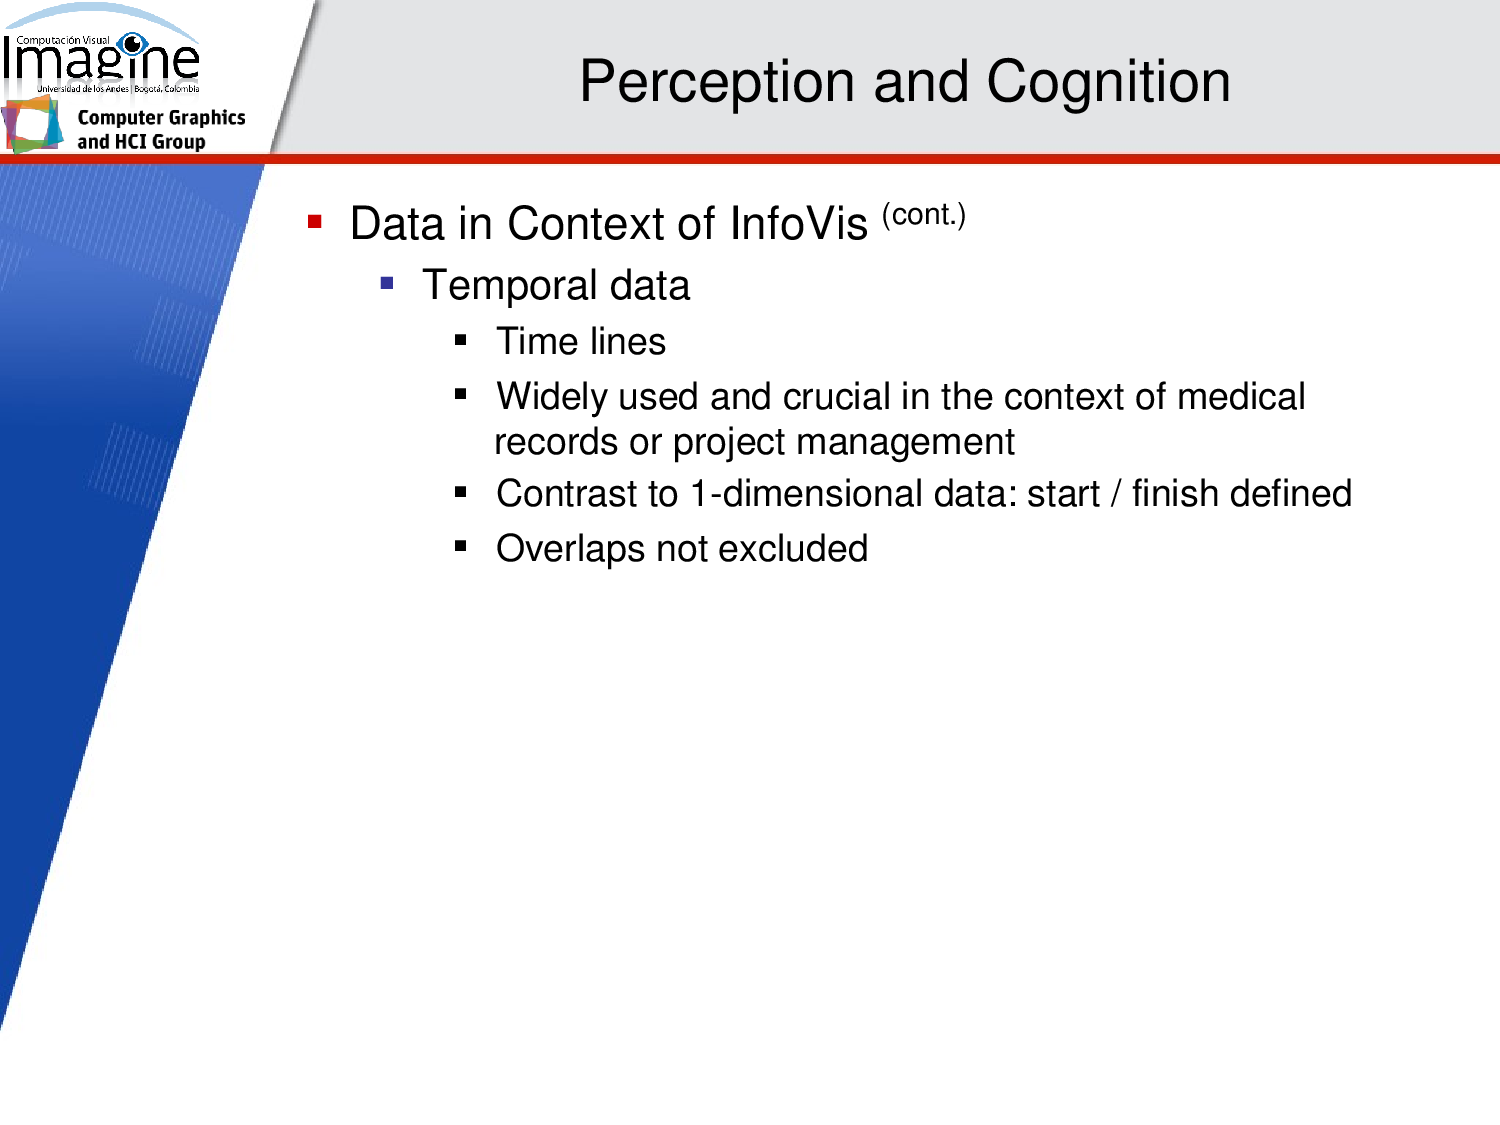 Computación Visual
Imagine
Universidad de los Andes | Bogotá, Colombia
Computer Graphics
and HCI Group
Perception and Cognition
▪ Data in Context of InfoVis (cont.)
▪ Temporal data
▪ Time lines
▪ Widely used and crucial in the context of medical
records or project management
▪ Contrast to 1-dimensional data: start / finish defined
▪ Overlaps not excluded